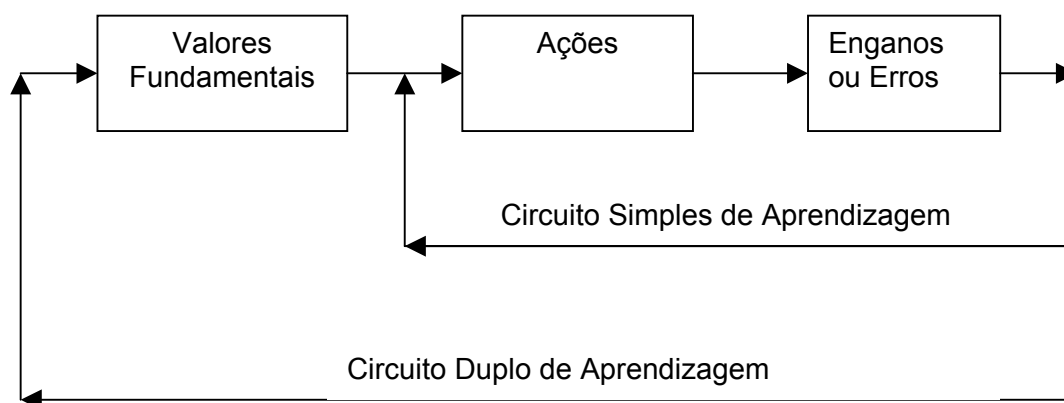 Valores
Fundamentais
Ações
Enganos
ou Erros
Circuito Simples de Aprendizagem
Circuito Duplo de Aprendizagem